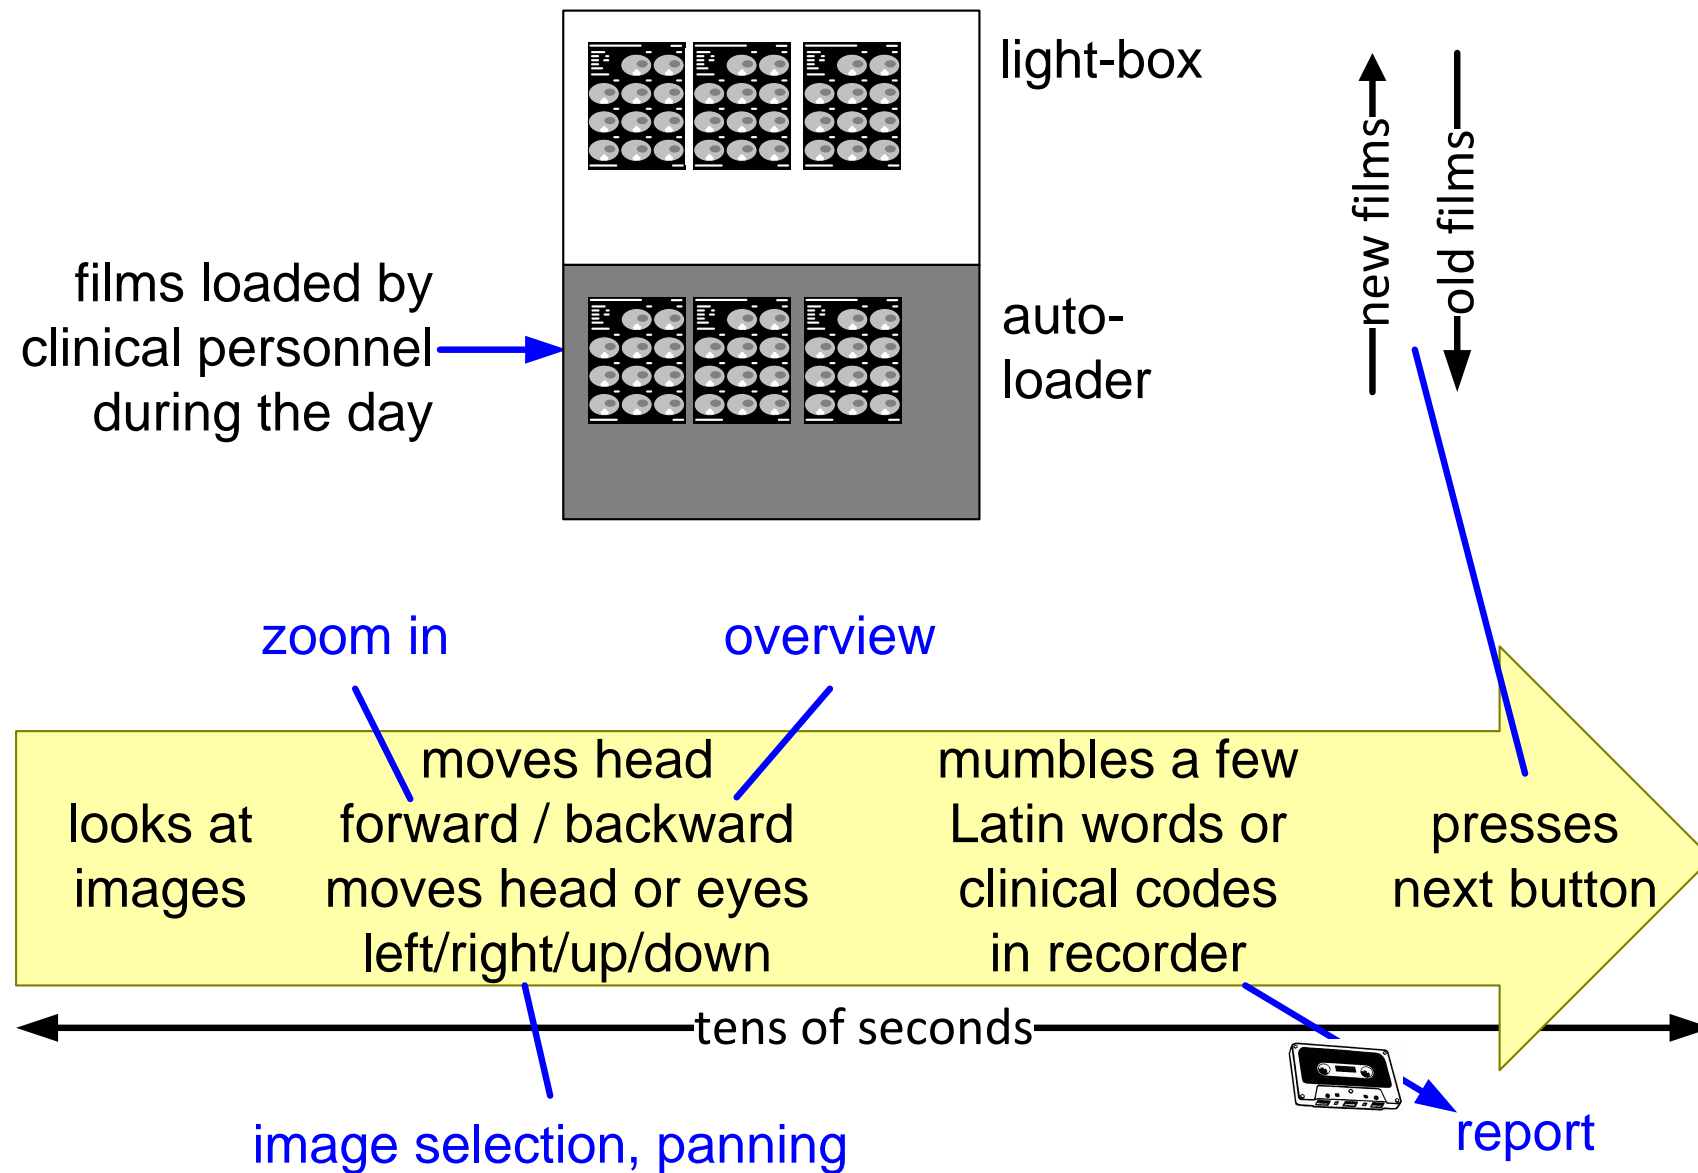 light-box
new films
old films
films loaded by
clinical personnel
during the day
auto-
loader
zoom in
overview
looks at
images
moves head
forward / backward
moves head or eyes
left/right/up/down
mumbles a few
Latin words or
clinical codes
in recorder
presses
next button
tens of seconds
image selection, panning
report